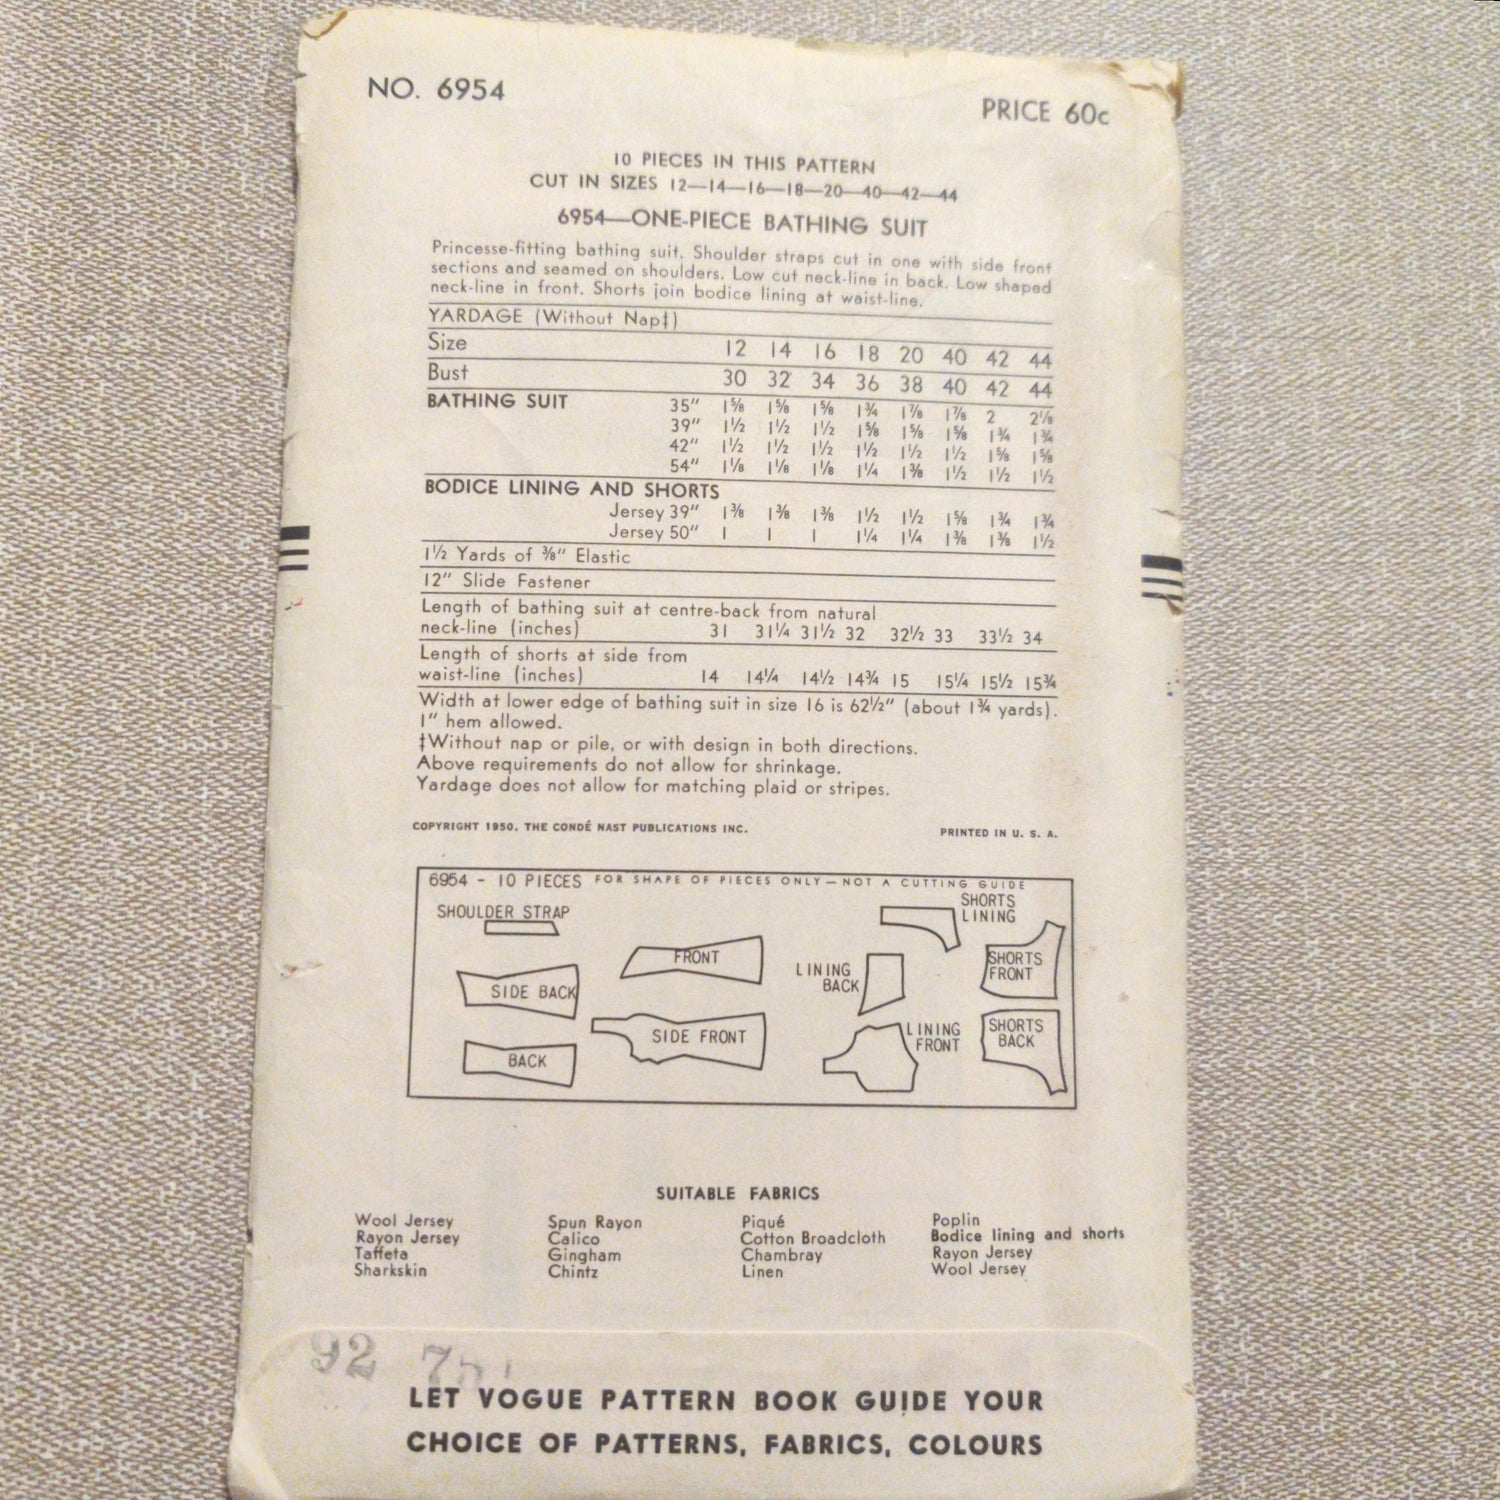 NO. 6954
PRICE 60c
10 PIECES IN THIS PATTERN
CUT IN SIZES 12—14—16—18—20—40—42—44
6954—ONE-PIECE BATHING SUIT
Princesse-fitting bathing suit. Shoulder straps cut in one with side front
sections and seamed on shoulders. Low cut neck-line in back. Low shaped
neck-line in front. Shorts join bodice lining at waist-line.
YARDAGE (Without Nap‡)
Size 12 14 16 18 20 40 42 44
Bust 30 32 34 36 38 40 42 44
BATHING SUIT 35" 1⅝ 1⅝ 1⅝ 1¾ 1⅞ 1⅞ 2 2⅛
39" 1½ 1½ 1½ 1⅝ 1⅝ 1⅝ 1¾ 1¾
42" 1½ 1½ 1½ 1½ 1½ 1½ 1⅝ 1⅝
54" 1⅛ 1⅛ 1⅛ 1¼ 1⅜ 1½ 1½ 1½
BODICE LINING AND SHORTS
Jersey 39" 1⅜ 1⅜ 1⅜ 1½ 1½ 1⅝ 1¾ 1¾
Jersey 50" 1 1 1 1¼ 1¼ 1⅜ 1⅜ 1½
1½ Yards of ⅜" Elastic
12" Slide Fastener
Length of bathing suit at centre-back from natural
neck-line (inches) 31 31¼ 31½ 32 32½ 33 33½ 34
Length of shorts at side from
waist-line (inches) 14 14¼ 14½ 14¾ 15 15¼ 15½ 15¾
Width at lower edge of bathing suit in size 16 is 62½" (about 1¾ yards).
1" hem allowed.
‡Without nap or pile, or with design in both directions.
Above requirements do not allow for shrinkage.
Yardage does not allow for matching plaid or stripes.
COPYRIGHT 1950. THE CONDÉ NAST PUBLICATIONS INC.
PRINTED IN U. S. A.
6954 - 10 PIECES FOR SHAPE OF PIECES ONLY—NOT A CUTTING GUIDE
SHOULDER STRAP
SIDE BACK
BACK
FRONT
SIDE FRONT
SHORTS
LINING
LINING
BACK
LINING
FRONT
SHORTS
FRONT
SHORTS
BACK
SUITABLE FABRICS
Wool Jersey
Rayon Jersey
Taffeta
Sharkskin
Spun Rayon
Calico
Gingham
Chintz
Piqué
Cotton Broadcloth
Chambray
Linen
Poplin
Bodice lining and shorts
Rayon Jersey
Wool Jersey
92
LET VOGUE PATTERN BOOK GUIDE YOUR
CHOICE OF PATTERNS, FABRICS, COLOURS